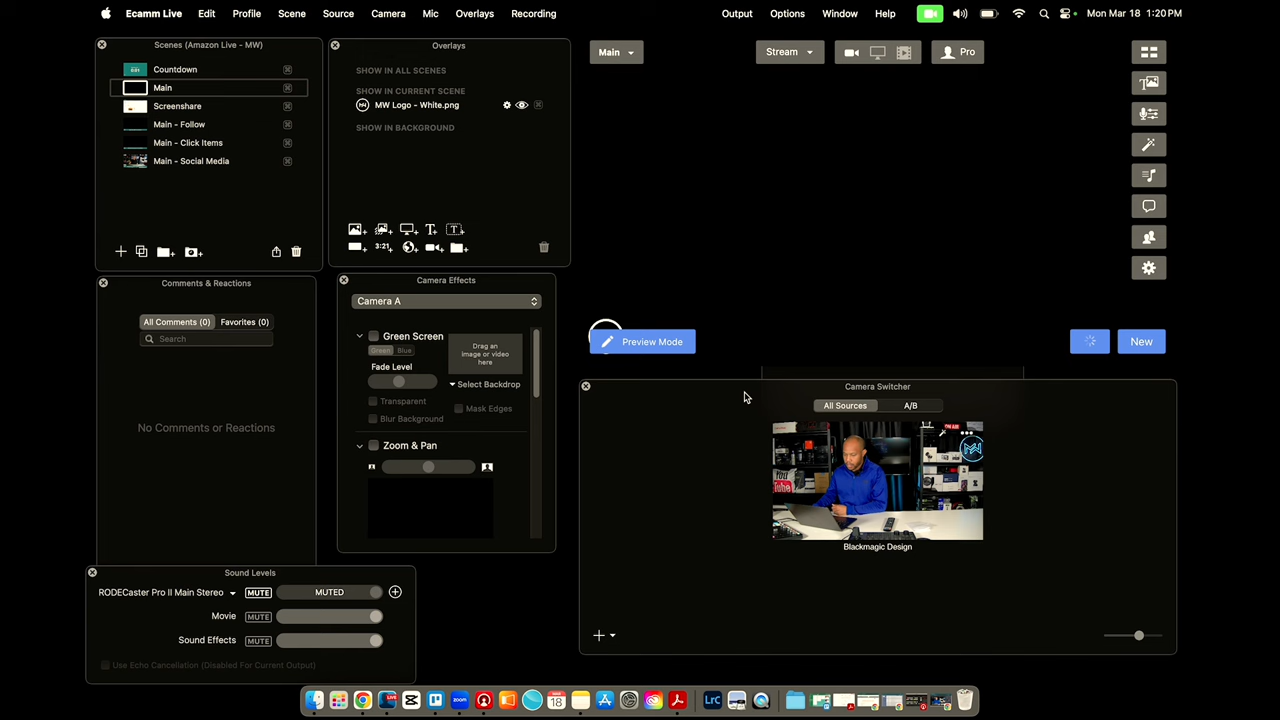 Ecamm Live Edit Profile Scene Source Camera Mic Overlays Recording Output Options Window Help Mon Mar 18 1:20 PM
Scenes (Amazon Live - MW)
Countdown
Main
Screenshare
Main - Follow
Main - Click Items
Main - Social Media
Overlays
SHOW IN ALL SCENES
SHOW IN CURRENT SCENE
MW Logo - White.png
SHOW IN BACKGROUND
3:21
Main
Stream
Pro
Comments & Reactions
All Comments (0) Favorites (0)
Search
No Comments or Reactions
Camera Effects
Camera A
Green Screen
Green Blue
Fade Level
Transparent
Blur Background
Drag an
image or video
here
Select Backdrop
Mask Edges
Zoom & Pan
Preview Mode
New
Camera Switcher
All Sources A/B
Blackmagic Design
Sound Levels
RODECaster Pro II Main Stereo MUTE MUTED
Movie MUTE
Sound Effects MUTE
Use Echo Cancellation (Disabled For Current Output)